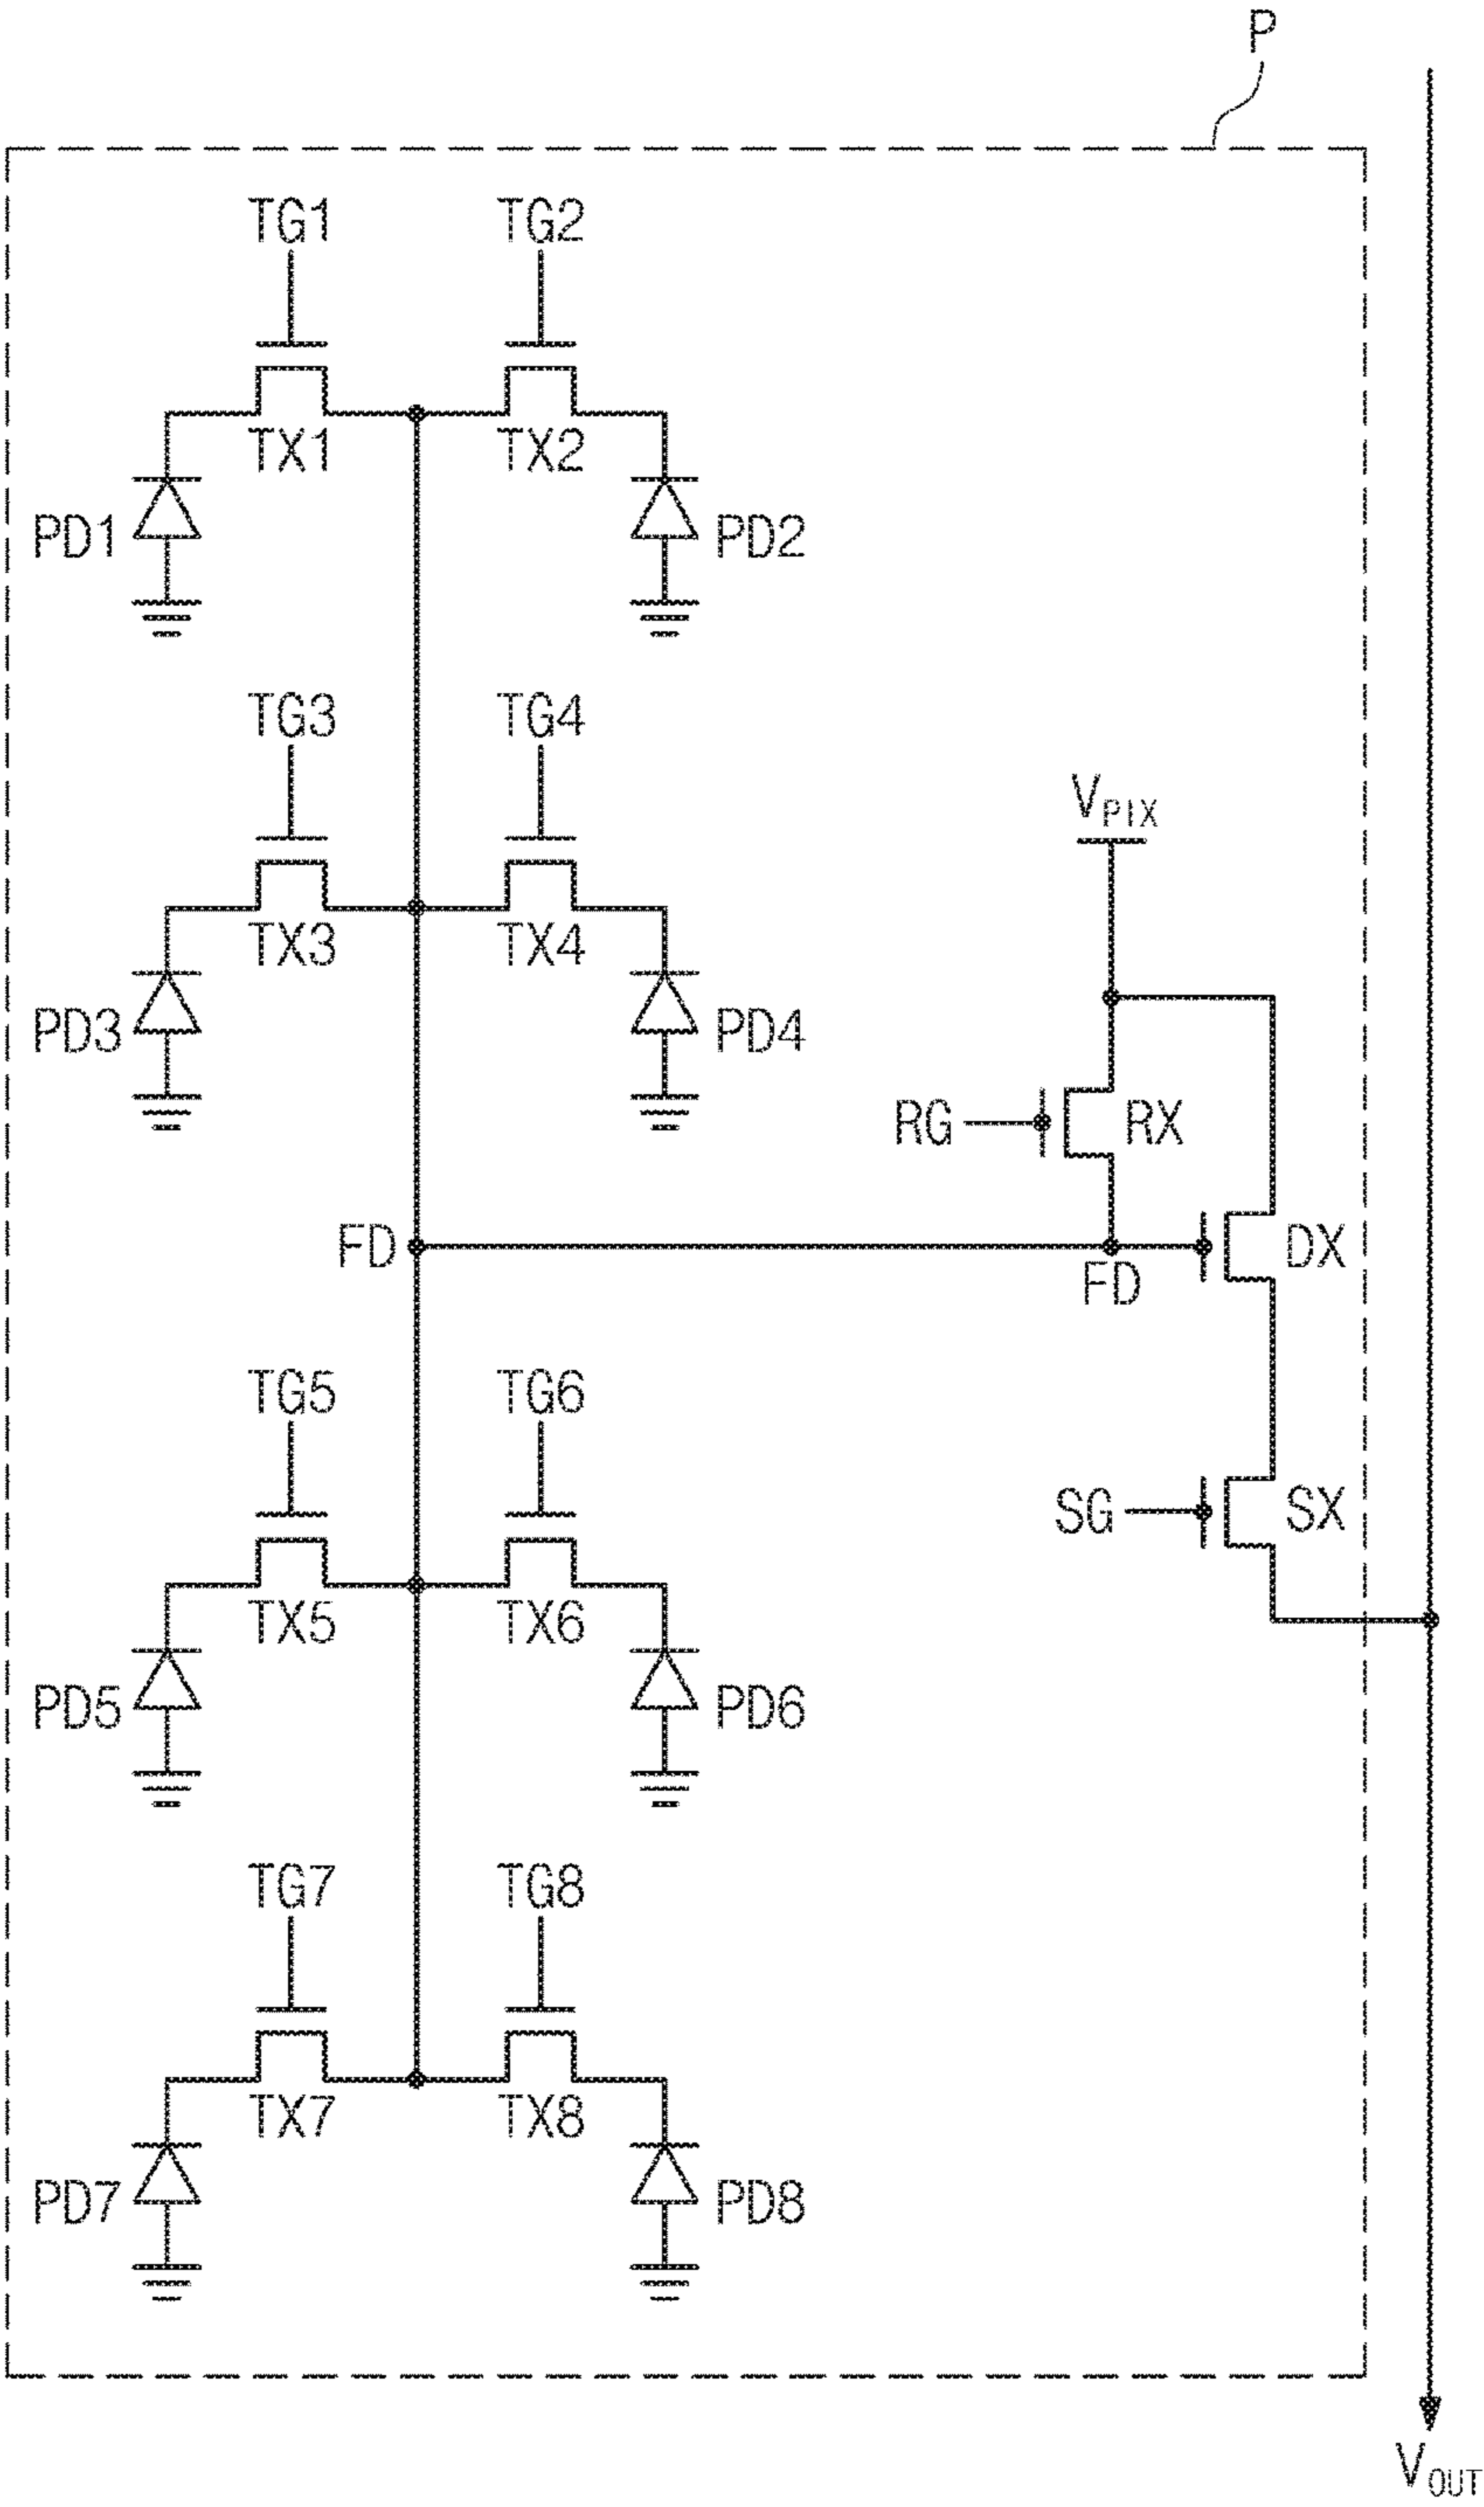 P
TG1 TG2
TX1 TX2
PD1 PD2
TG3 TG4
VPIX
TX3 TX4
PD3 PD4
RG RX
FD DX
FD
TG5 TG6
SG SX
TX5 TX6
PD5 PD6
TG7 TG8
TX7 TX8
PD7 PD8
VOUT